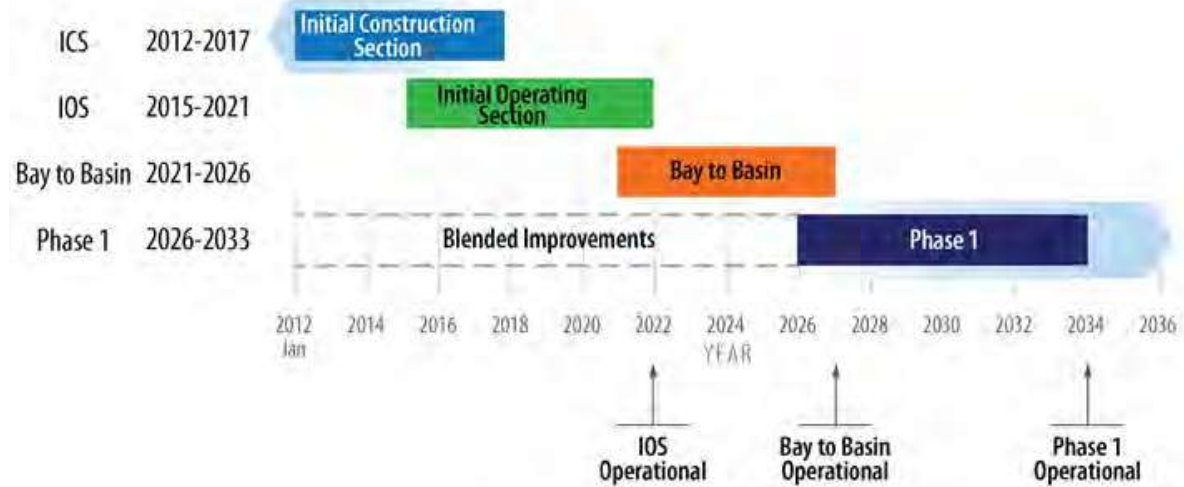 Initial Construction
Section
ICS 2012-2017
Initial Operating
Section
IOS 2015-2021
Bay to Basin 2021-2026
Bay to Basin
Phase 1 2026-2033
Blended Improvements
Phase 1
2012 2014 2016 2018 2020 2022 2024 2026 2028 2030 2032 2034 2036
Jan
YEAR
IOS
Operational
Bay to Basin
Operational
Phase 1
Operational